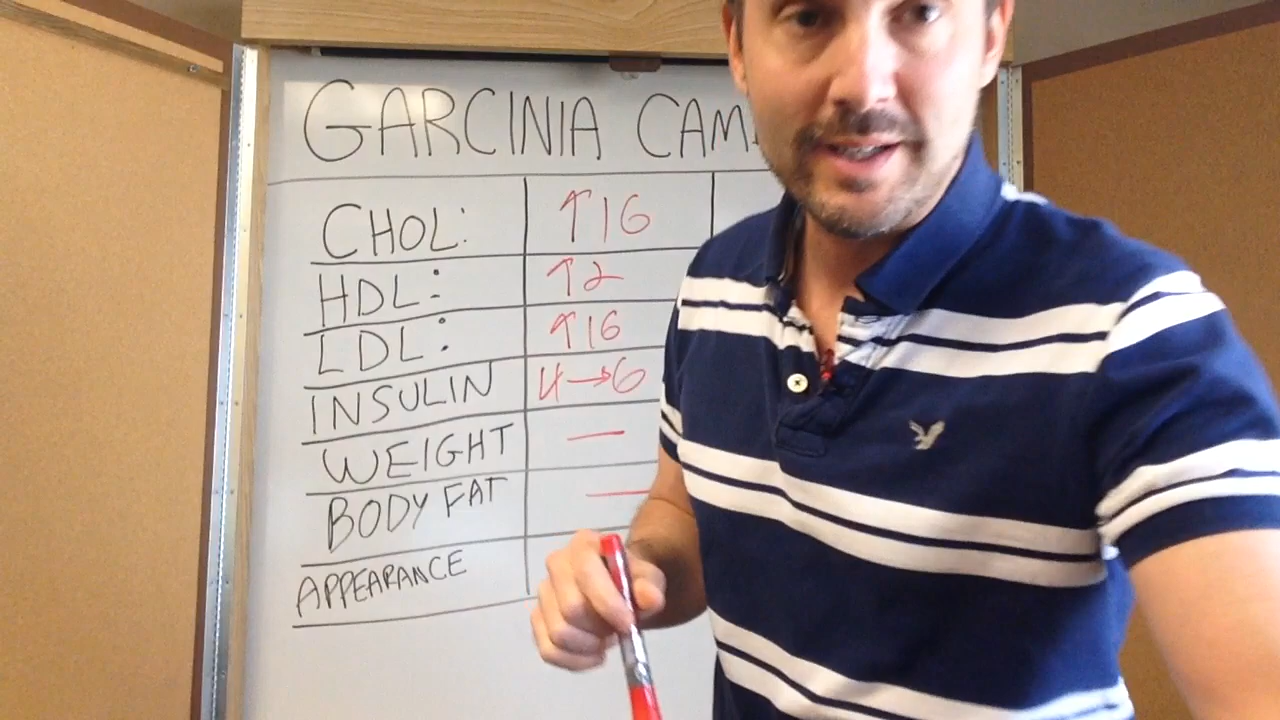 GARCINIA CAM
CHOL: ↑16
HDL: ↑2
LDL: ↑16
INSULIN 4→6
WEIGHT —
BODY FAT —
APPEARANCE